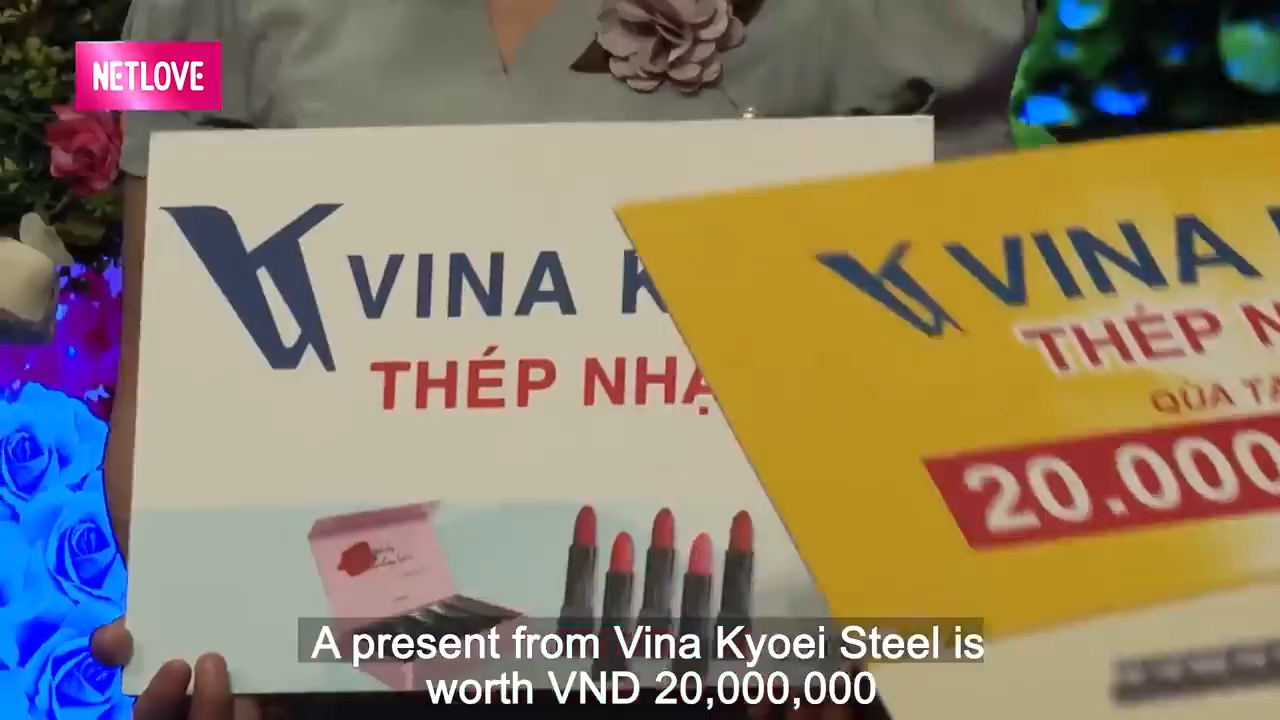 NETLOVE
VINA K
THÉP NHẬ
VINA
THÉP N
QUÀ TẶ
20.000
A present from Vina Kyoei Steel is
worth VND 20,000,000